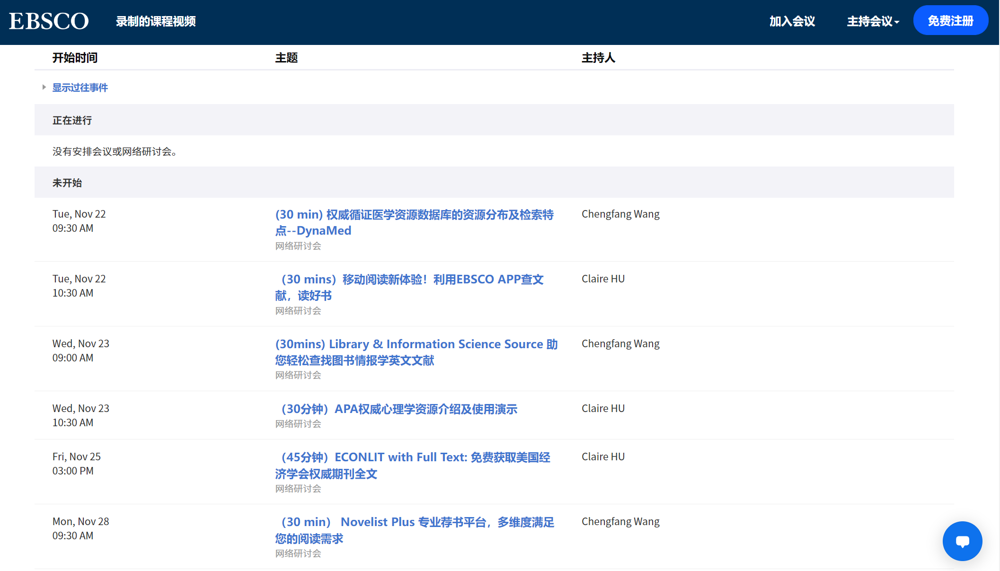 EBSCO 录制的课程视频 加入会议 主持会议 免费注册
开始时间 主题 主持人
显示过往事件
正在进行
没有安排会议或网络研讨会。
未开始
Tue, Nov 22
09:30 AM
(30 min) 权威循证医学资源数据库的资源分布及检索特
点--DynaMed
网络研讨会
Chengfang Wang
Tue, Nov 22
10:30 AM
（30 mins）移动阅读新体验！利用EBSCO APP查文
献，读好书
网络研讨会
Claire HU
Wed, Nov 23
09:00 AM
(30mins) Library & Information Science Source 助
您轻松查找图书情报学英文文献
网络研讨会
Chengfang Wang
Wed, Nov 23
10:30 AM
（30分钟）APA权威心理学资源介绍及使用演示
网络研讨会
Claire HU
Fri, Nov 25
03:00 PM
（45分钟）ECONLIT with Full Text: 免费获取美国经
济学会权威期刊全文
网络研讨会
Claire HU
Mon, Nov 28
09:30 AM
（30 min） Novelist Plus 专业荐书平台，多维度满足
您的阅读需求
网络研讨会
Chengfang Wang